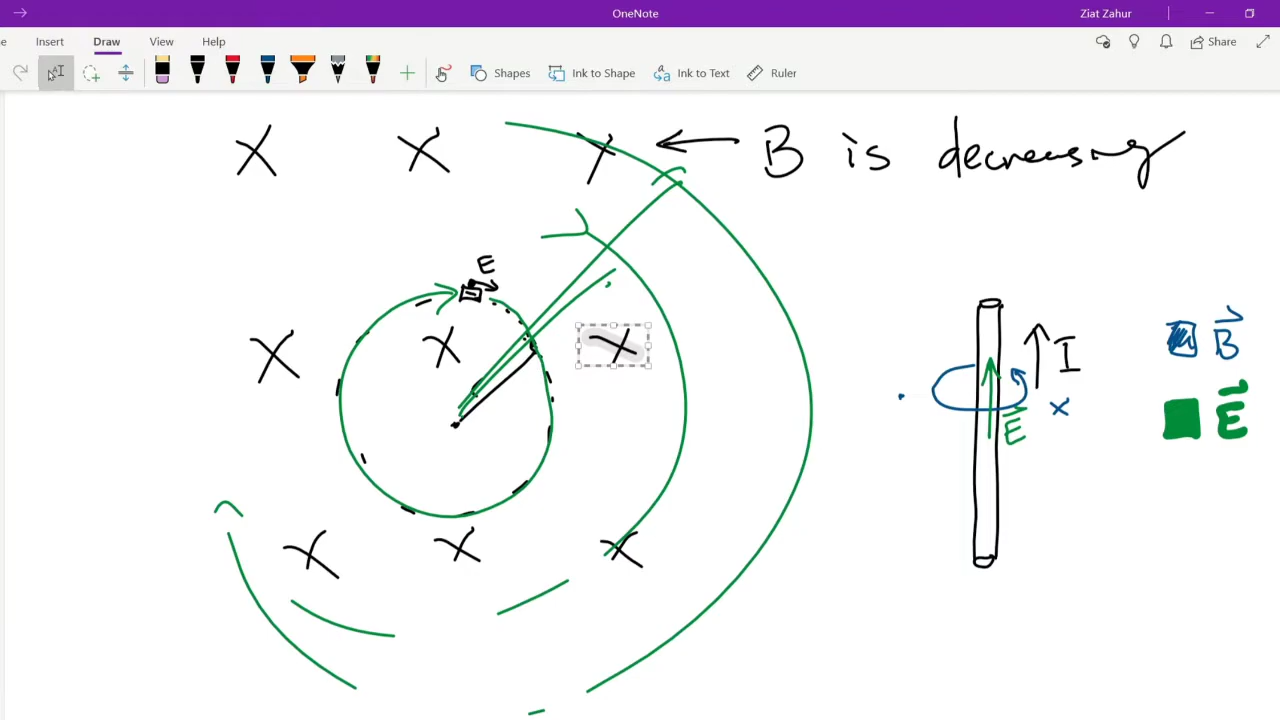 OneNote
Ziat Zahur
e Insert Draw View Help
Share
Shapes Ink to Shape Ink to Text Ruler
X X X ← B is decreasing
E
X X X
I
B
x
E
E
X X X